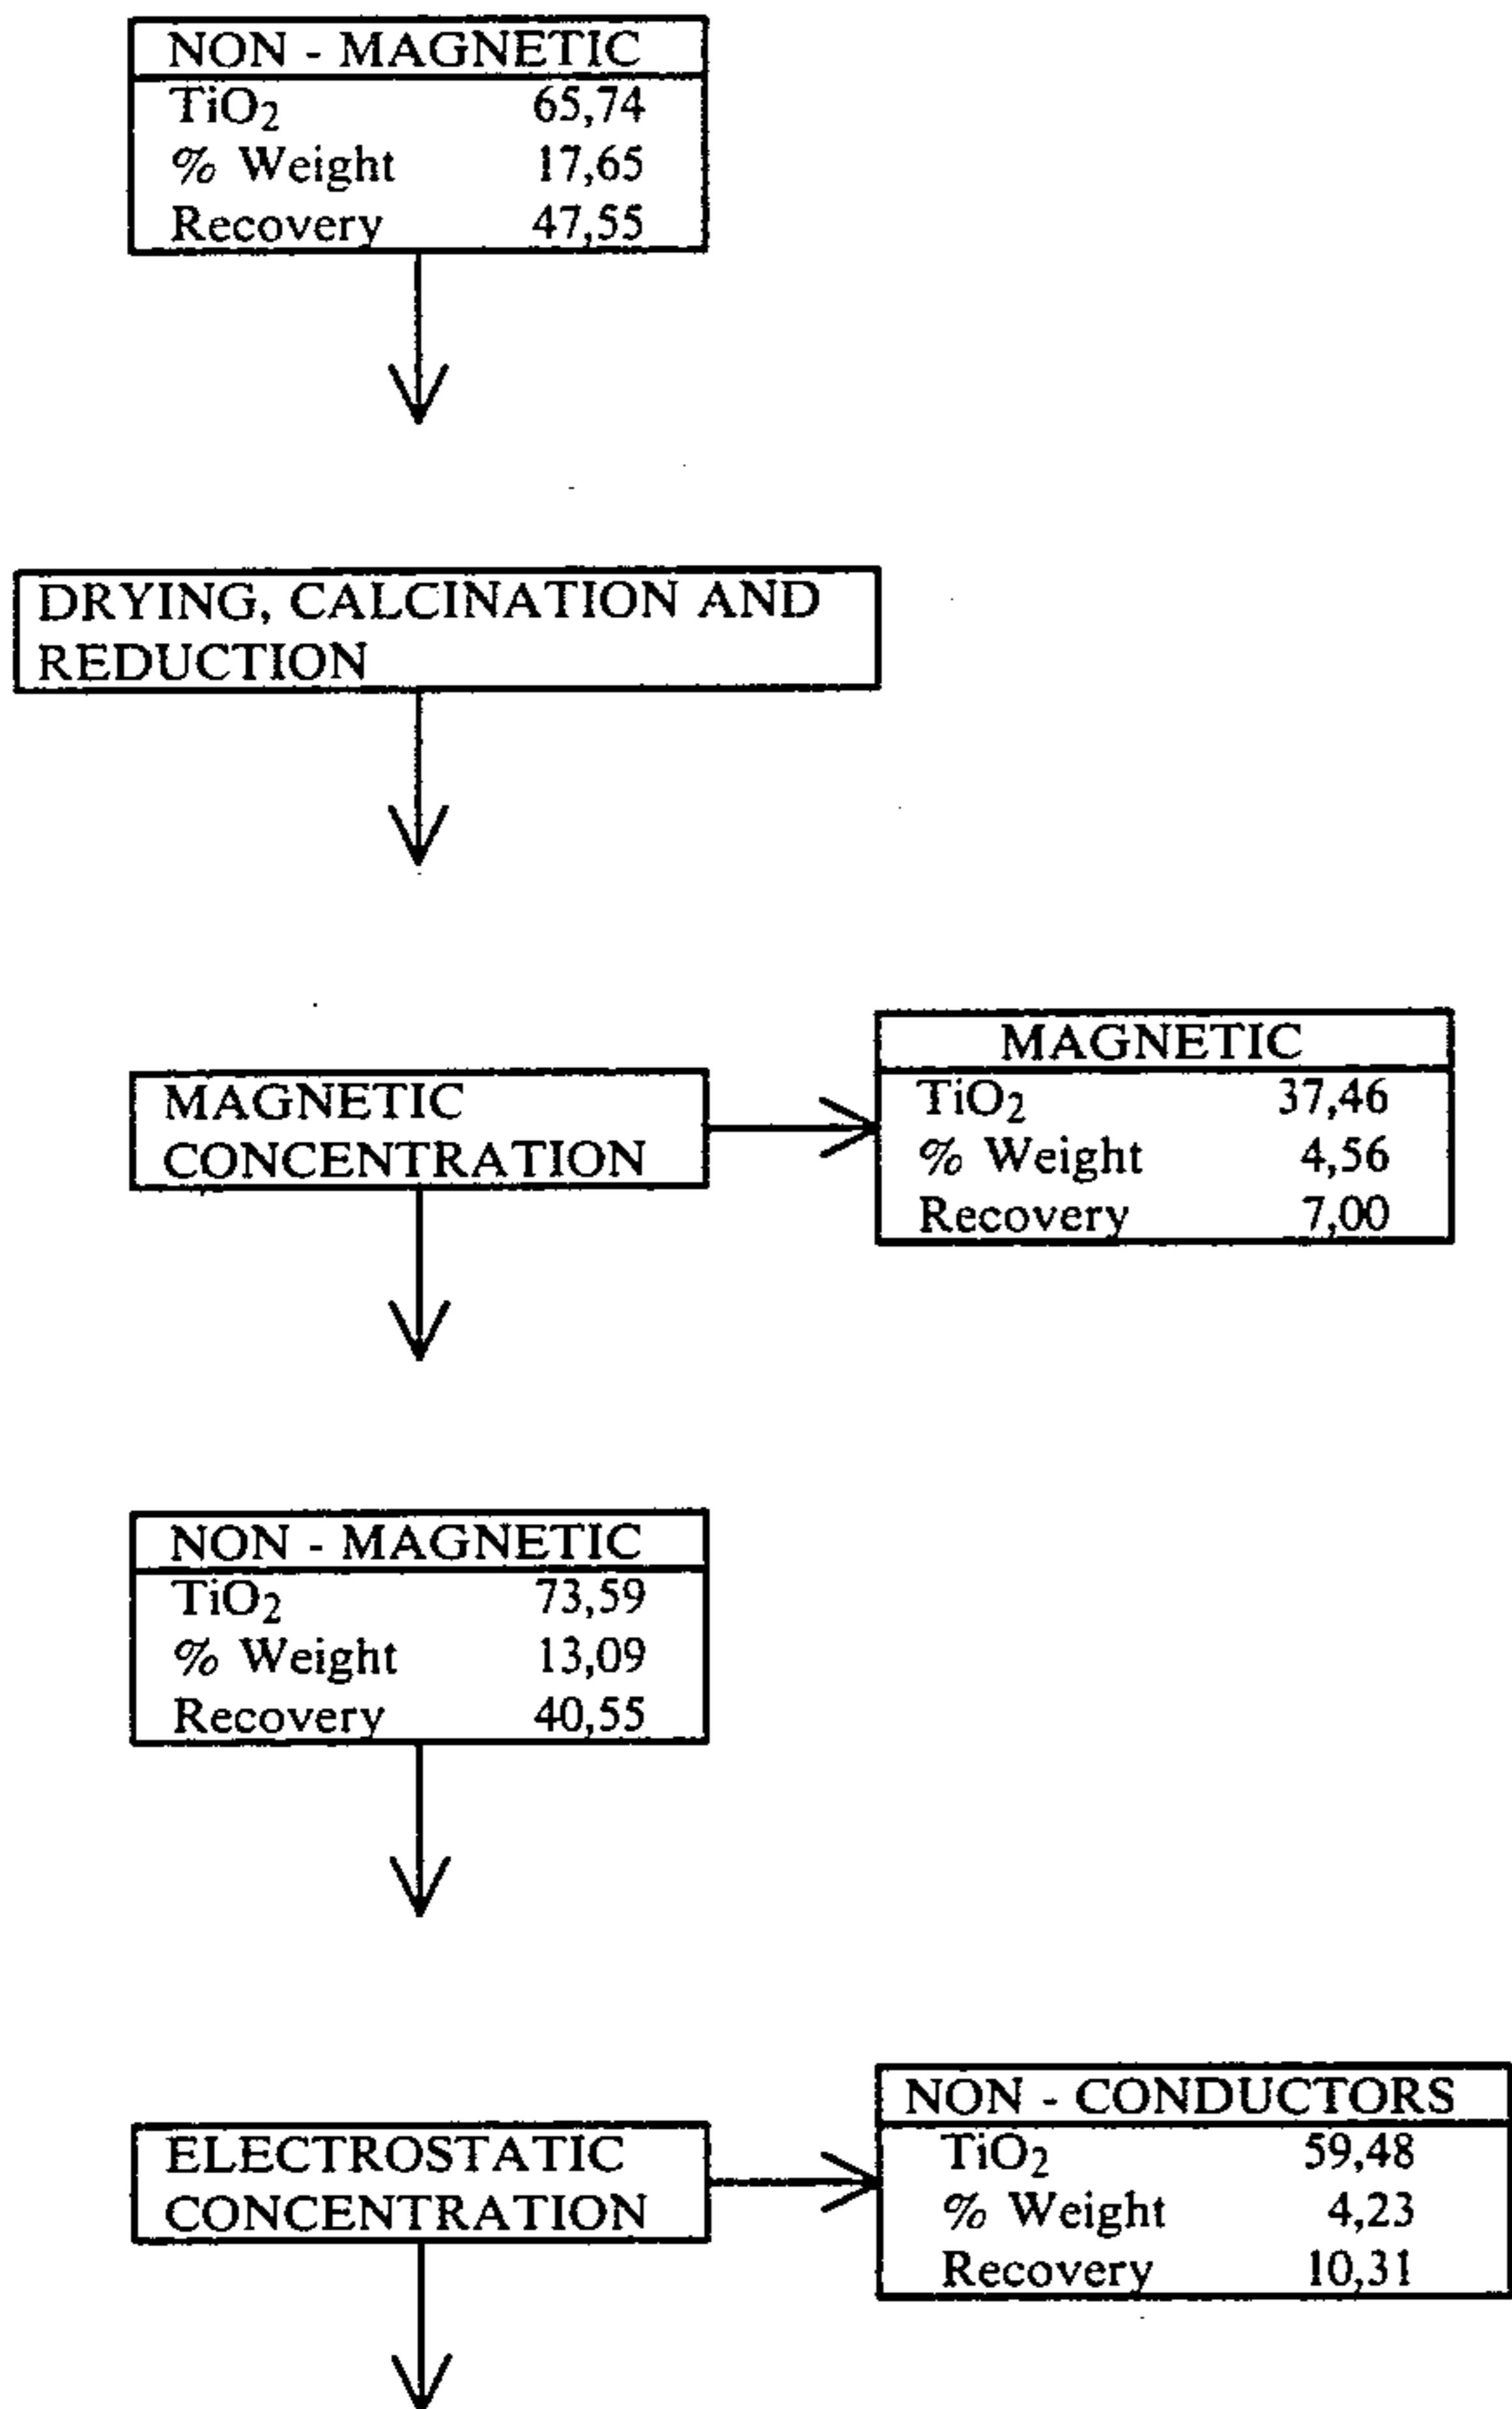 NON - MAGNETIC
TiO₂ 65,74
% Weight 17,65
Recovery 47,55
DRYING, CALCINATION AND
REDUCTION
MAGNETIC
CONCENTRATION
MAGNETIC
TiO₂ 37,46
% Weight 4,56
Recovery 7,00
NON - MAGNETIC
TiO₂ 73,59
% Weight 13,09
Recovery 40,55
ELECTROSTATIC
CONCENTRATION
NON - CONDUCTORS
TiO₂ 59,48
% Weight 4,23
Recovery 10,31